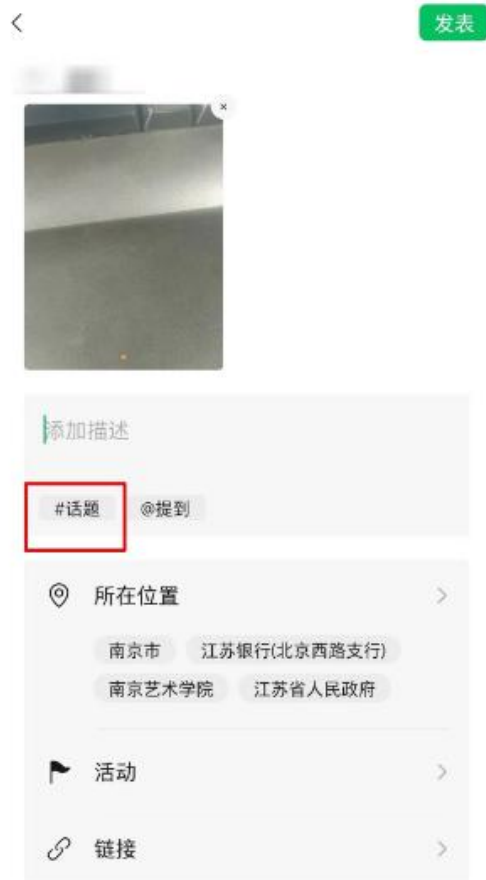 发表
添加描述
#话题 @提到
所在位置
南京市 江苏银行(北京西路支行)
南京艺术学院 江苏省人民政府
活动
链接